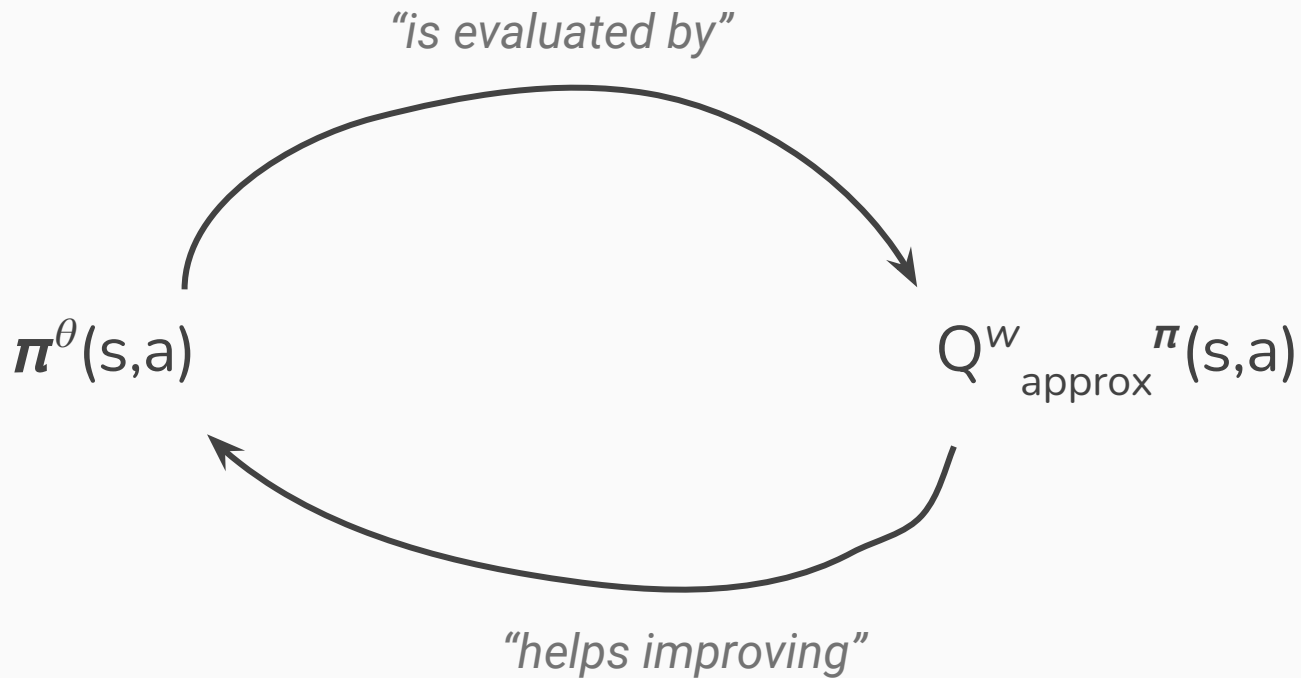 “is evaluated by”
𝝅^θ(s,a)
Q^w_approx^𝝅(s,a)
“helps improving”